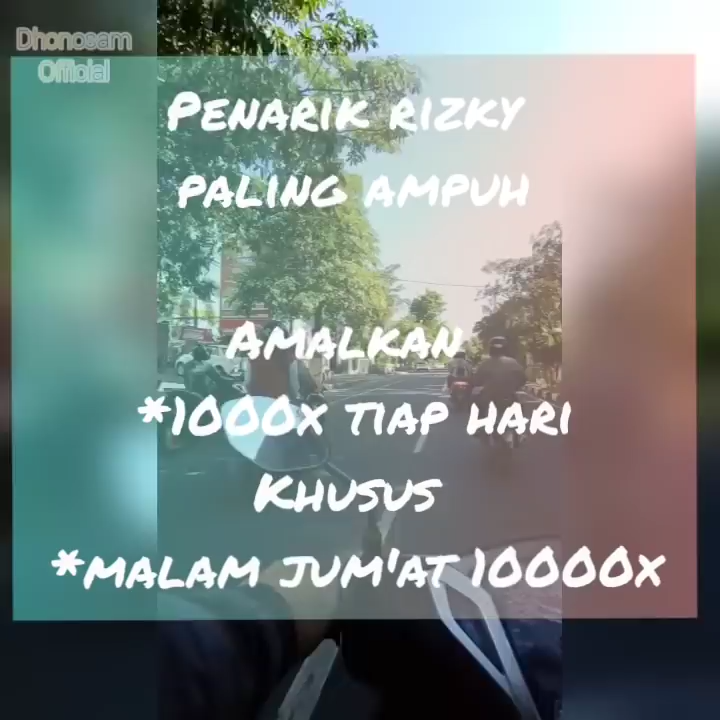 Dhonosam
Official
PENARIK RIZKY
PALING AMPUH
AMALKAN
*1000X TIAP HARI
KHUSUS
*MALAM JUM'AT 10000X